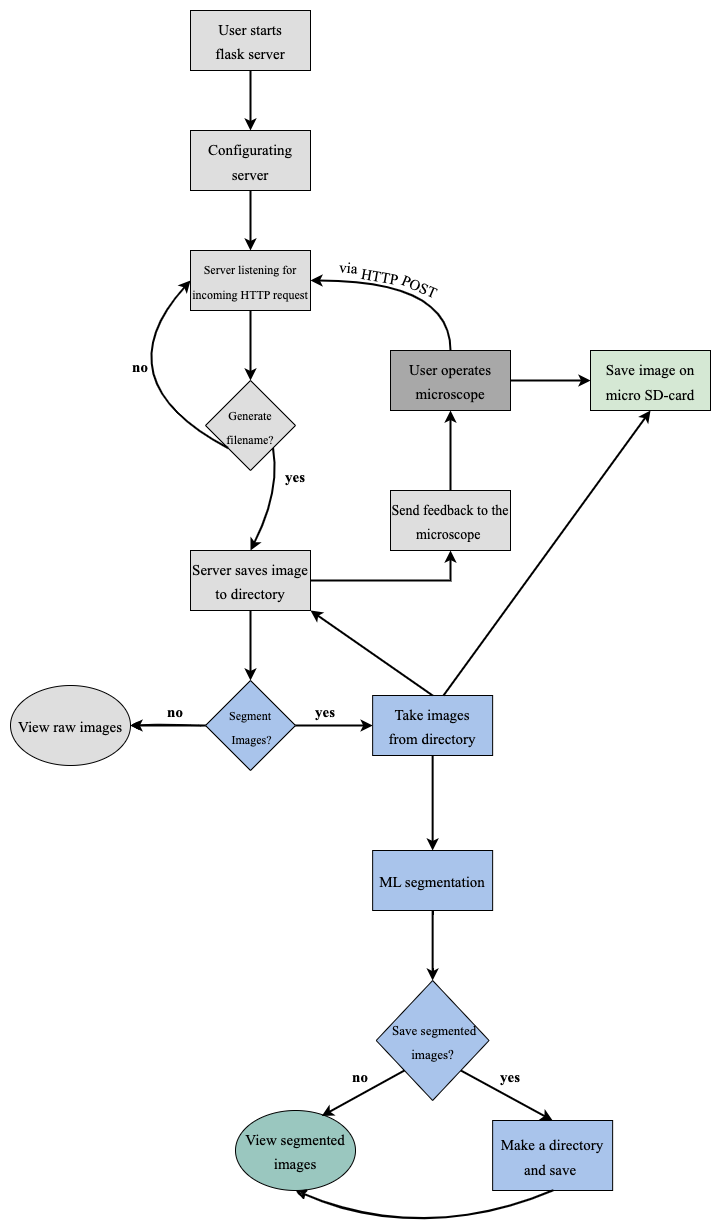 User starts
flask server
Configurating
server
Server listening for
incoming HTTP request
via HTTP POST
no
Generate
filename?
yes
User operates
microscope
Save image on
micro SD-card
Send feedback to the
microscope
Server saves image
to directory
View raw images
no
Segment
Images?
yes
Take images
from directory
ML segmentation
Save segmented
images?
no
yes
View segmented
images
Make a directory
and save